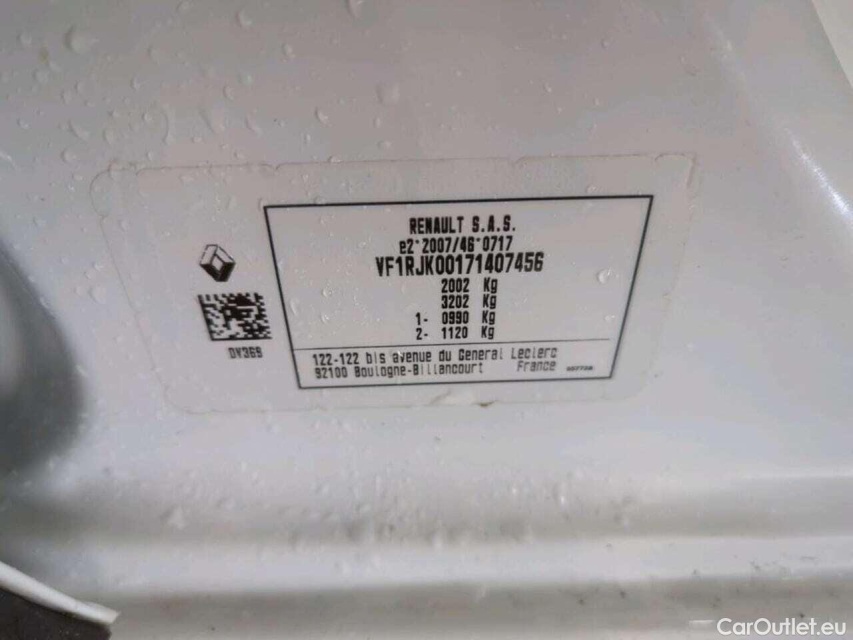 RENAULT S.A.S.
e2*2007/46*0717
VF1RJK00171407456
2002 Kg
3202 Kg
1- 0990 Kg
2- 1120 Kg
DY369
122-122 bis avenue du General Leclerc
92100 Boulogne-Billancourt France
CarOutlet.eu